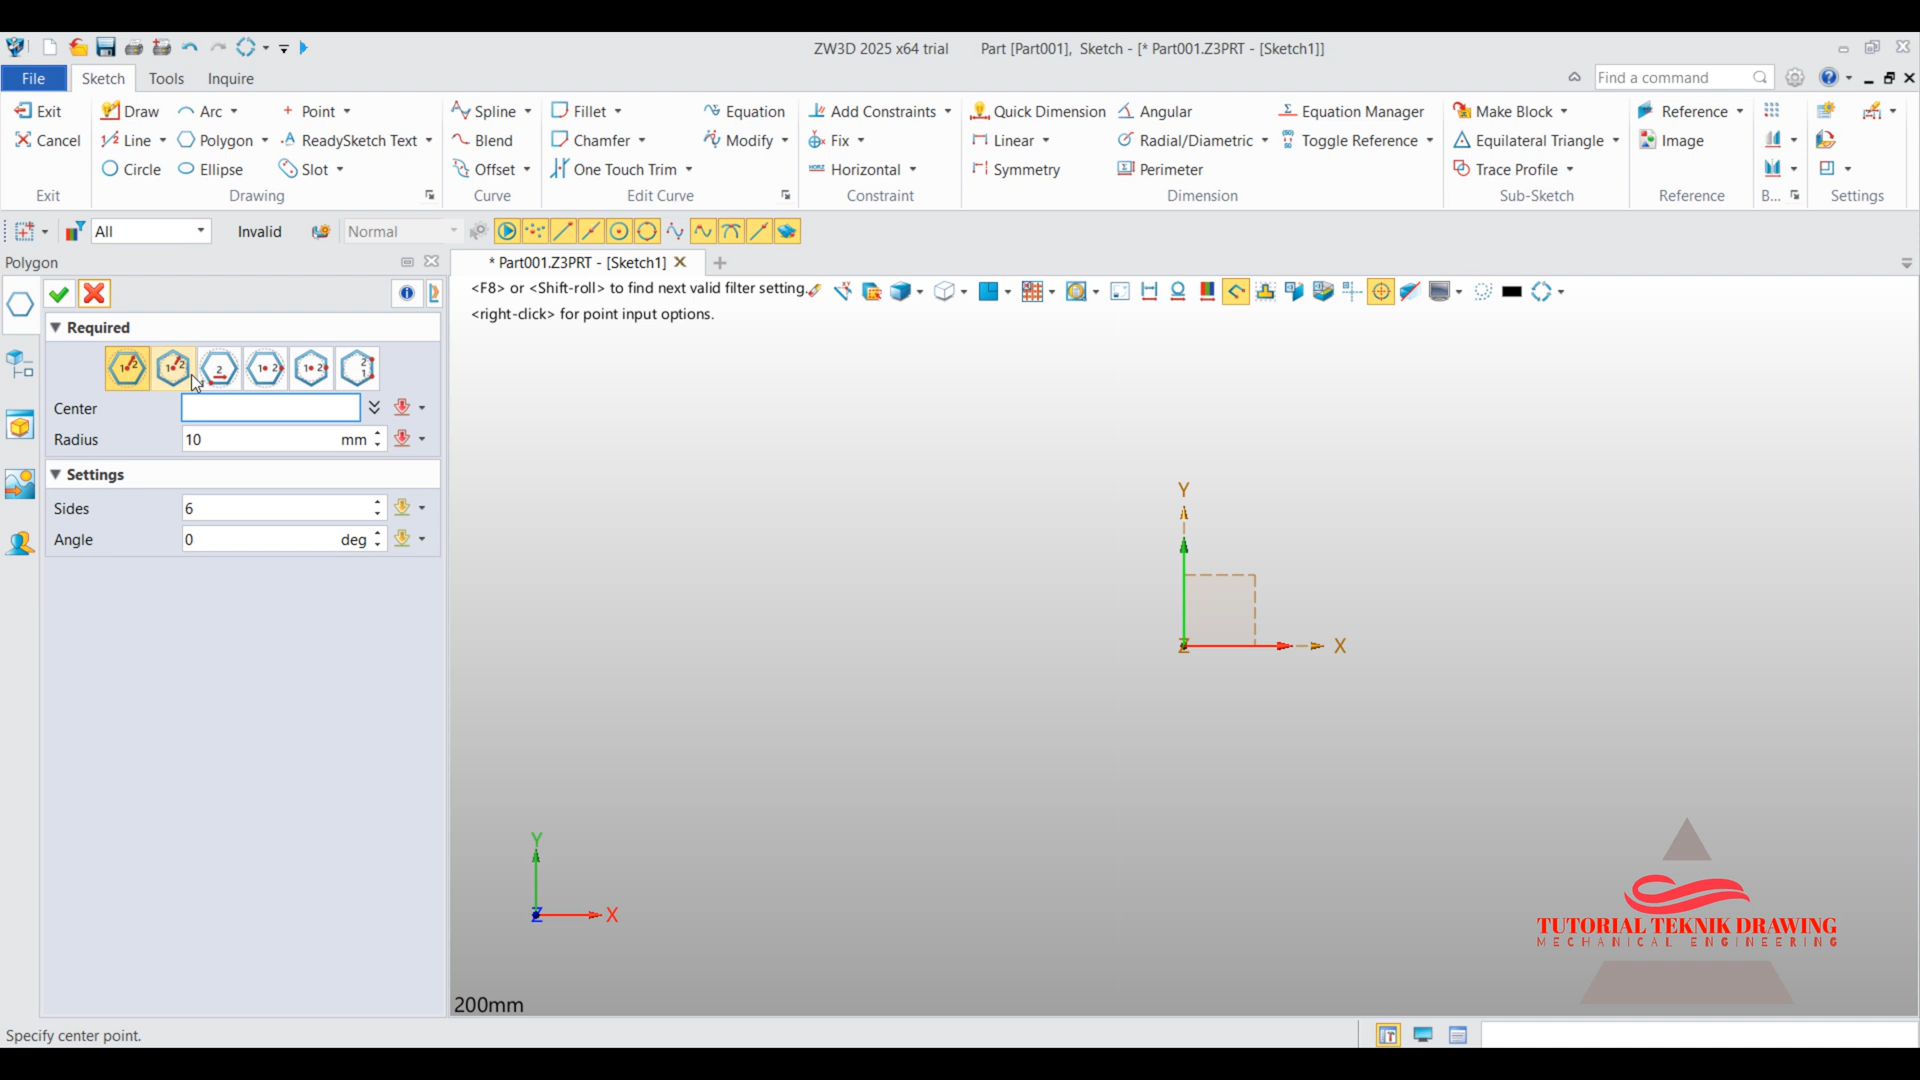 ZW3D 2025 x64 trial Part [Part001], Sketch - [* Part001.Z3PRT - [Sketch1]]
File Sketch Tools Inquire Find a command
Exit Draw Arc Point Spline Fillet Equation Add Constraints Quick Dimension Angular Equation Manager Make Block Reference
Cancel Line Polygon ReadySketch Text Blend Chamfer Modify Fix Linear Radial/Diametric Toggle Reference Equilateral Triangle Image
Circle Ellipse Slot Offset One Touch Trim Horizontal Symmetry Perimeter Trace Profile
Exit Drawing Curve Edit Curve Constraint Dimension Sub-Sketch Reference B... Settings
All Invalid Normal
Polygon
* Part001.Z3PRT - [Sketch1]
<F8> or <Shift-roll> to find next valid filter setting.
<right-click> for point input options.
Required
Center
Radius 10 mm
Settings
Sides 6
Angle 0 deg
Y
Z X
Y
Z X
TUTORIAL TEKNIK DRAWING
MECHANICAL ENGINEERING
200mm
Specify center point.